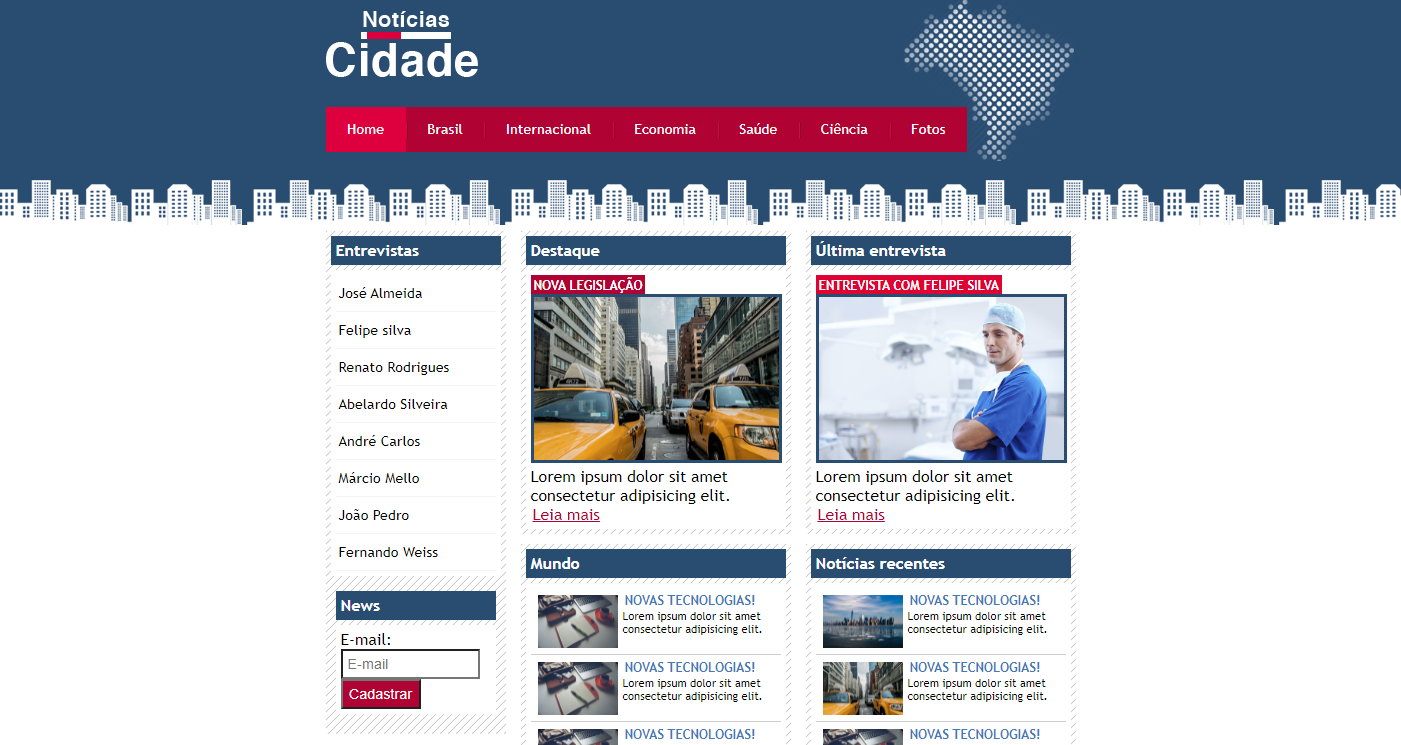 Notícias
Cidade
Home Brasil Internacional Economia Saúde Ciência Fotos
Entrevistas
José Almeida
Felipe silva
Renato Rodrigues
Abelardo Silveira
André Carlos
Márcio Mello
João Pedro
Fernando Weiss
News
E-mail:
E-mail
Cadastrar
Destaque
NOVA LEGISLAÇÃO
Lorem ipsum dolor sit amet
consectetur adipisicing elit.
Leia mais
Última entrevista
ENTREVISTA COM FELIPE SILVA
Lorem ipsum dolor sit amet
consectetur adipisicing elit.
Leia mais
Mundo
NOVAS TECNOLOGIAS!
Lorem ipsum dolor sit amet
consectetur adipisicing elit.
NOVAS TECNOLOGIAS!
Lorem ipsum dolor sit amet
consectetur adipisicing elit.
NOVAS TECNOLOGIAS!
Notícias recentes
NOVAS TECNOLOGIAS!
Lorem ipsum dolor sit amet
consectetur adipisicing elit.
NOVAS TECNOLOGIAS!
Lorem ipsum dolor sit amet
consectetur adipisicing elit.
NOVAS TECNOLOGIAS!